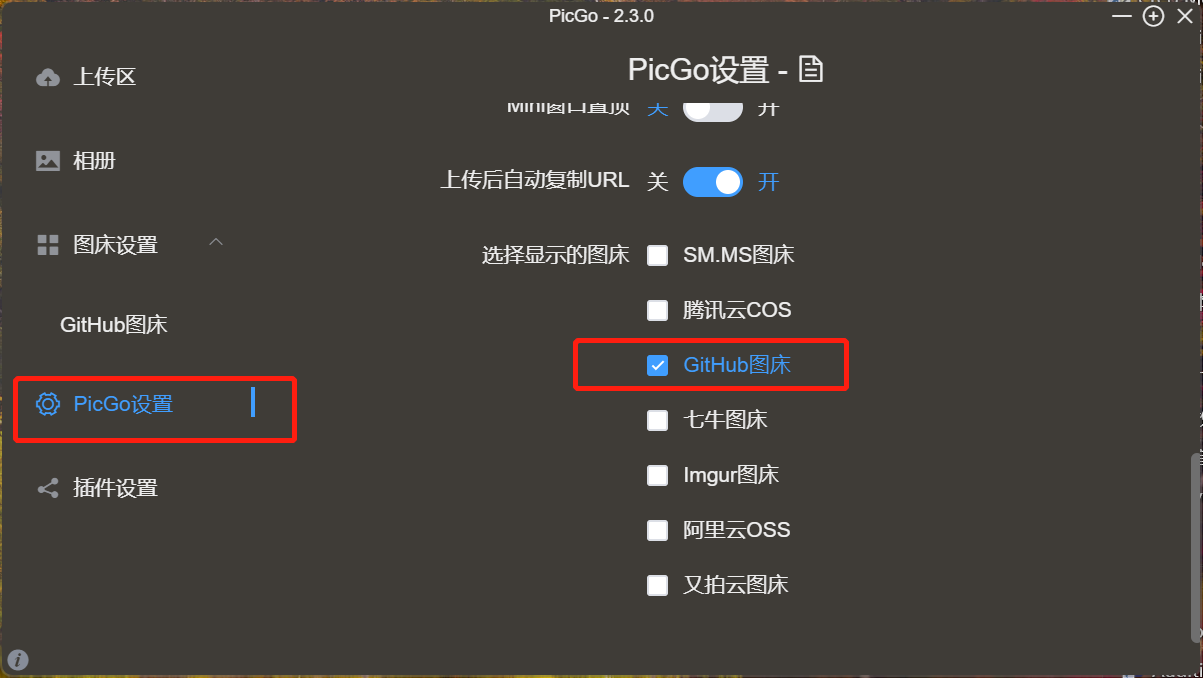 PicGo - 2.3.0
上传区
相册
图床设置
GitHub图床
PicGo设置
插件设置
PicGo设置 -
Mini窗口置顶 关 开
上传后自动复制URL 关 开
选择显示的图床 SM.MS图床
腾讯云COS
GitHub图床
七牛图床
Imgur图床
阿里云OSS
又拍云图床